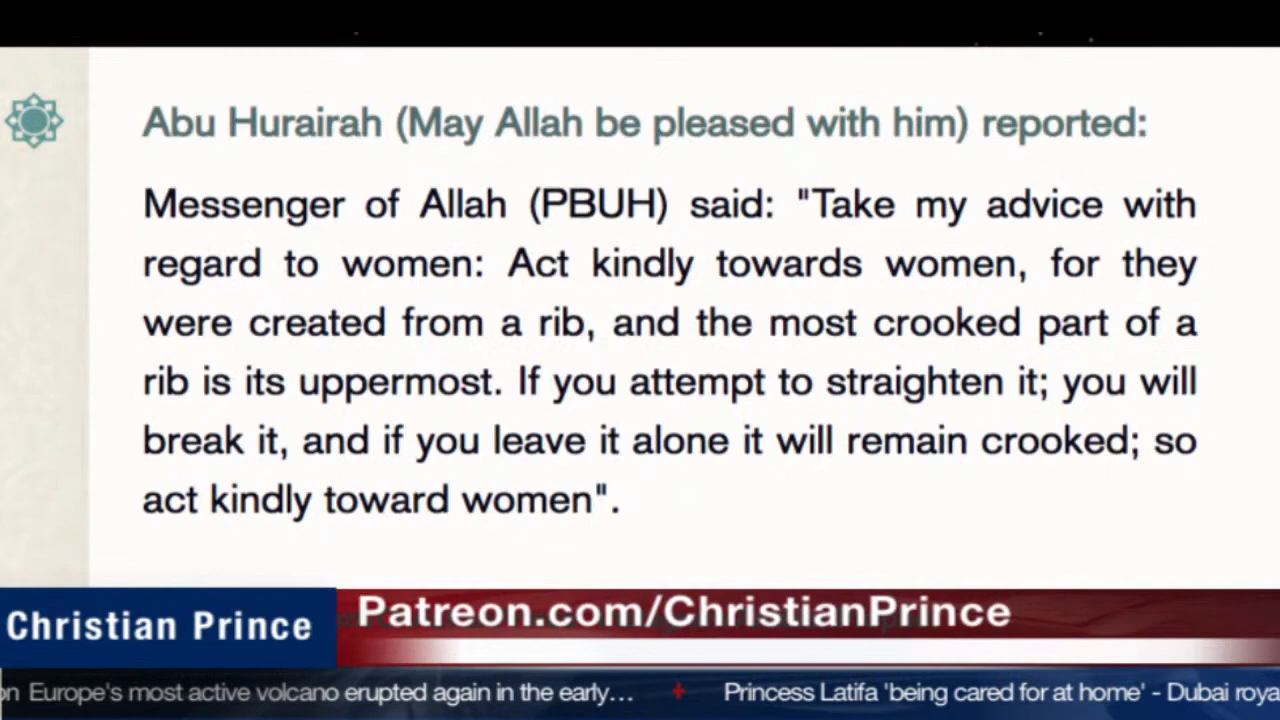 Abu Hurairah (May Allah be pleased with him) reported:
Messenger of Allah (PBUH) said: "Take my advice with
regard to women: Act kindly towards women, for they
were created from a rib, and the most crooked part of a
rib is its uppermost. If you attempt to straighten it; you will
break it, and if you leave it alone it will remain crooked; so
act kindly toward women".
Christian Prince
Patreon.com/ChristianPrince
on Europe's most active volcano erupted again in the early… Princess Latifa 'being cared for at home' - Dubai roya